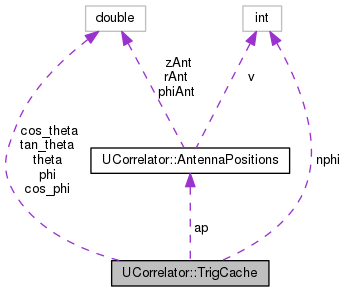 double
int
zAnt
rAnt
phiAnt
v
cos_theta
tan_theta
theta
phi
cos_phi
UCorrelator::AntennaPositions
nphi
ap
UCorrelator::TrigCache